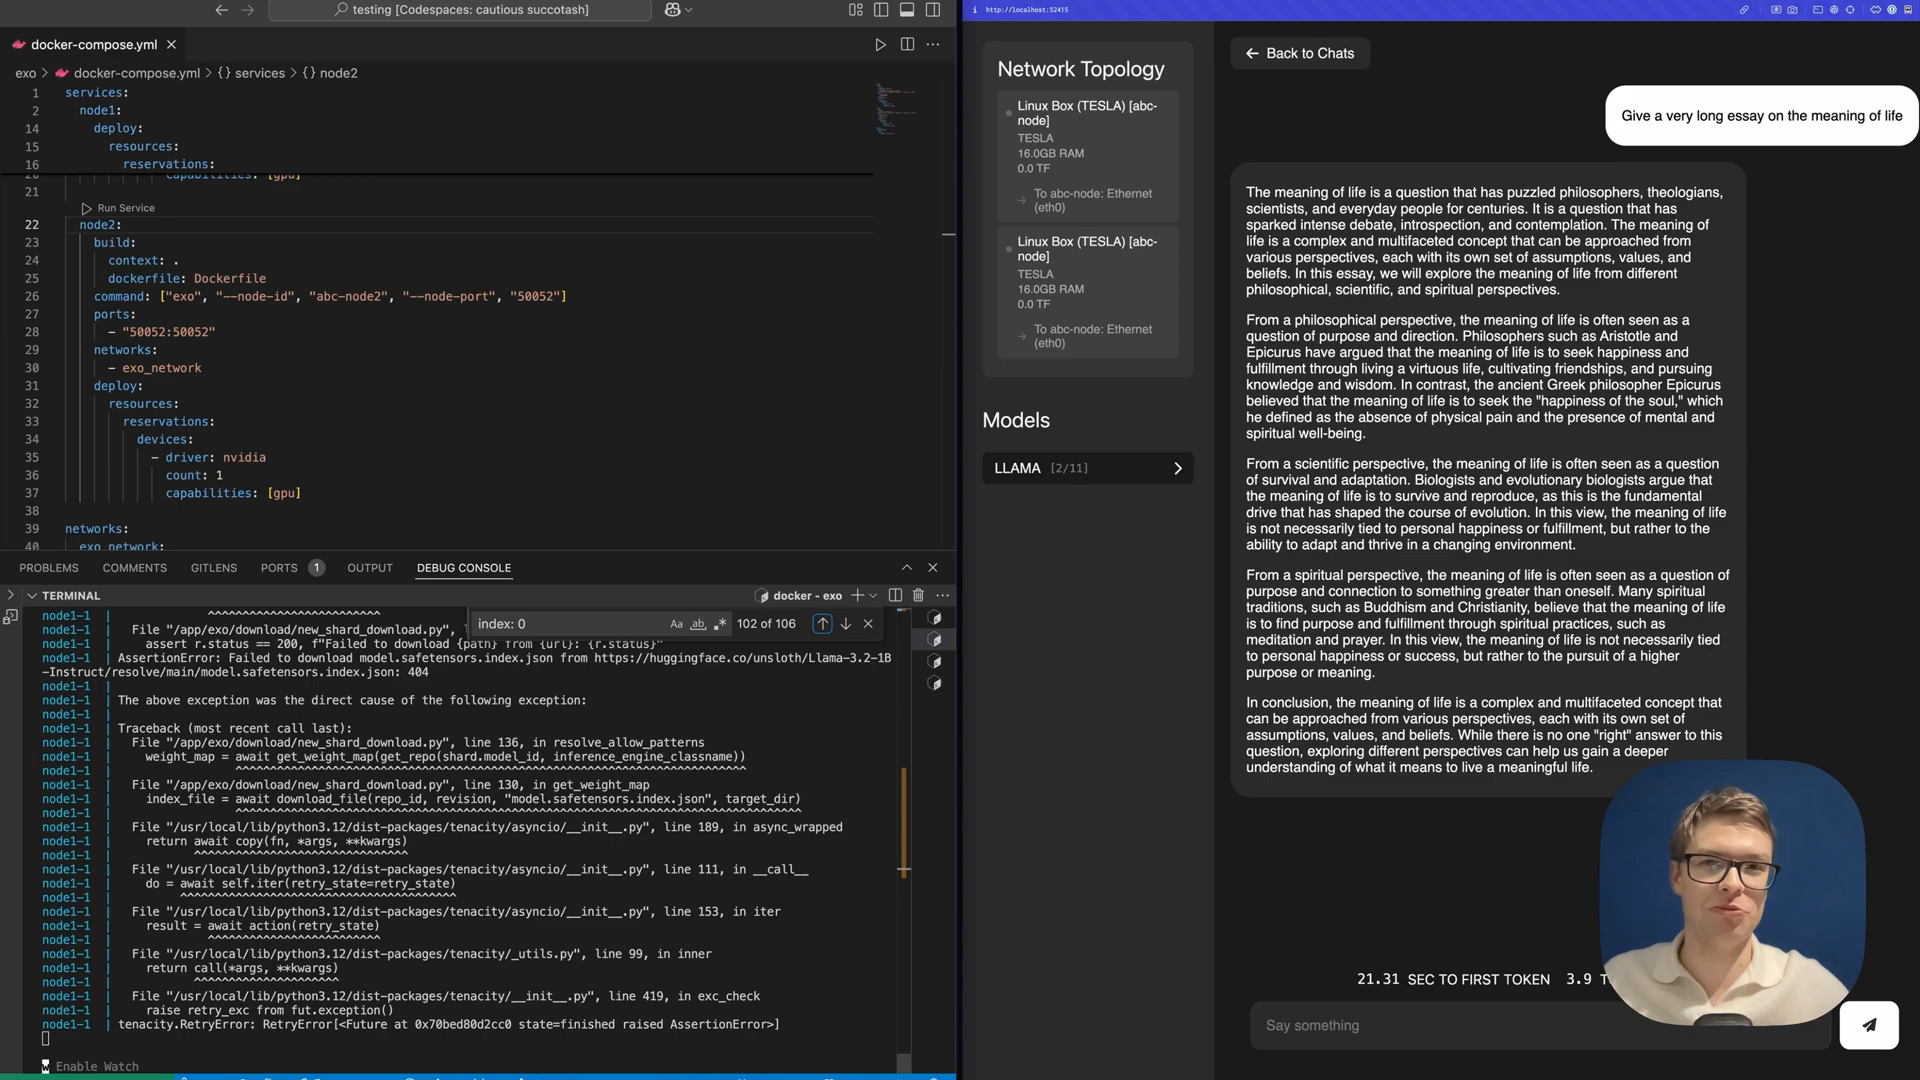 testing [Codespaces: cautious succotash]
docker-compose.yml
exo > docker-compose.yml > {} services > {} node2
1 services:
2 node1:
14 deploy:
15 resources:
16 reservations:
20 capabilities: [gpu]
21
Run Service
22 node2:
23 build:
24 context: .
25 dockerfile: Dockerfile
26 command: ["exo", "--node-id", "abc-node2", "--node-port", "50052"]
27 ports:
28 - "50052:50052"
29 networks:
30 - exo_network
31 deploy:
32 resources:
33 reservations:
34 devices:
35 - driver: nvidia
36 count: 1
37 capabilities: [gpu]
38
39 networks:
40 exo_network:
PROBLEMS COMMENTS GITLENS PORTS 1 OUTPUT DEBUG CONSOLE
TERMINAL
docker - exo
index: 0
Aa ab
102 of 106
node1-1 | ^^^^^^^^^^^^^^^^^^^^^^^^
node1-1 | File "/app/exo/download/new_shard_download.py",
node1-1 | assert r.status == 200, f"Failed to download {path} from {url}: {r.status}"
node1-1 | AssertionError: Failed to download model.safetensors.index.json from https://huggingface.co/unsloth/Llama-3.2-1B
-Instruct/resolve/main/model.safetensors.index.json: 404
node1-1 |
node1-1 | The above exception was the direct cause of the following exception:
node1-1 |
node1-1 | Traceback (most recent call last):
node1-1 | File "/app/exo/download/new_shard_download.py", line 136, in resolve_allow_patterns
node1-1 | weight_map = await get_weight_map(get_repo(shard.model_id, inference_engine_classname))
node1-1 | ^^^^^^^^^^^^^^^^^^^^^^^^^^^^^^^^^^^^^^^^^^^^^^^^^^^^^^^^^^^^^^^^^^^^^^^^^
node1-1 | File "/app/exo/download/new_shard_download.py", line 130, in get_weight_map
node1-1 | index_file = await download_file(repo_id, revision, "model.safetensors.index.json", target_dir)
node1-1 | ^^^^^^^^^^^^^^^^^^^^^^^^^^^^^^^^^^^^^^^^^^^^^^^^^^^^^^^^^^^^^^^^^^^^^^^^^^^^^^^^
node1-1 | File "/usr/local/lib/python3.12/dist-packages/tenacity/asyncio/__init__.py", line 189, in async_wrapped
node1-1 | return await copy(fn, *args, **kwargs)
node1-1 | ^^^^^^^^^^^^^^^^^^^^^^^^^^^^^^
node1-1 | File "/usr/local/lib/python3.12/dist-packages/tenacity/asyncio/__init__.py", line 111, in __call__
node1-1 | do = await self.iter(retry_state=retry_state)
node1-1 | ^^^^^^^^^^^^^^^^^^^^^^^^^^^^^^^^^^^^^^^
node1-1 | File "/usr/local/lib/python3.12/dist-packages/tenacity/asyncio/__init__.py", line 153, in iter
node1-1 | result = await action(retry_state)
node1-1 | ^^^^^^^^^^^^^^^^^^^^^^^^^
node1-1 | File "/usr/local/lib/python3.12/dist-packages/tenacity/_utils.py", line 99, in inner
node1-1 | return call(*args, **kwargs)
node1-1 | ^^^^^^^^^^^^^^^^^^^^^
node1-1 | File "/usr/local/lib/python3.12/dist-packages/tenacity/__init__.py", line 419, in exc_check
node1-1 | raise retry_exc from fut.exception()
node1-1 | tenacity.RetryError: RetryError[<Future at 0x70bed80d2cc0 state=finished raised AssertionError>]
w Enable Watch
http://localhost:52415
Network Topology
Linux Box (TESLA) [abc-
node]
TESLA
16.0GB RAM
0.0 TF
→ To abc-node: Ethernet
(eth0)
Linux Box (TESLA) [abc-
node]
TESLA
16.0GB RAM
0.0 TF
→ To abc-node: Ethernet
(eth0)
Models
LLAMA [2/11]
Back to Chats
Give a very long essay on the meaning of life
The meaning of life is a question that has puzzled philosophers, theologians,
scientists, and everyday people for centuries. It is a question that has
sparked intense debate, introspection, and contemplation. The meaning of
life is a complex and multifaceted concept that can be approached from
various perspectives, each with its own set of assumptions, values, and
beliefs. In this essay, we will explore the meaning of life from different
philosophical, scientific, and spiritual perspectives.
From a philosophical perspective, the meaning of life is often seen as a
question of purpose and direction. Philosophers such as Aristotle and
Epicurus have argued that the meaning of life is to seek happiness and
fulfillment through living a virtuous life, cultivating friendships, and pursuing
knowledge and wisdom. In contrast, the ancient Greek philosopher Epicurus
believed that the meaning of life is to seek the "happiness of the soul," which
he defined as the absence of physical pain and the presence of mental and
spiritual well-being.
From a scientific perspective, the meaning of life is often seen as a question
of survival and adaptation. Biologists and evolutionary biologists argue that
the meaning of life is to survive and reproduce, as this is the fundamental
drive that has shaped the course of evolution. In this view, the meaning of life
is not necessarily tied to personal happiness or fulfillment, but rather to the
ability to adapt and thrive in a changing environment.
From a spiritual perspective, the meaning of life is often seen as a question of
purpose and connection to something greater than oneself. Many spiritual
traditions, such as Buddhism and Christianity, believe that the meaning of life
is to find purpose and fulfillment through spiritual practices, such as
meditation and prayer. In this view, the meaning of life is not necessarily tied
to personal happiness or success, but rather to the pursuit of a higher
purpose or meaning.
In conclusion, the meaning of life is a complex and multifaceted concept that
can be approached from various perspectives, each with its own set of
assumptions, values, and beliefs. While there is no one "right" answer to this
question, exploring different perspectives can help us gain a deeper
understanding of what it means to live a meaningful life.
21.31 SEC TO FIRST TOKEN 3.9 T
Say something